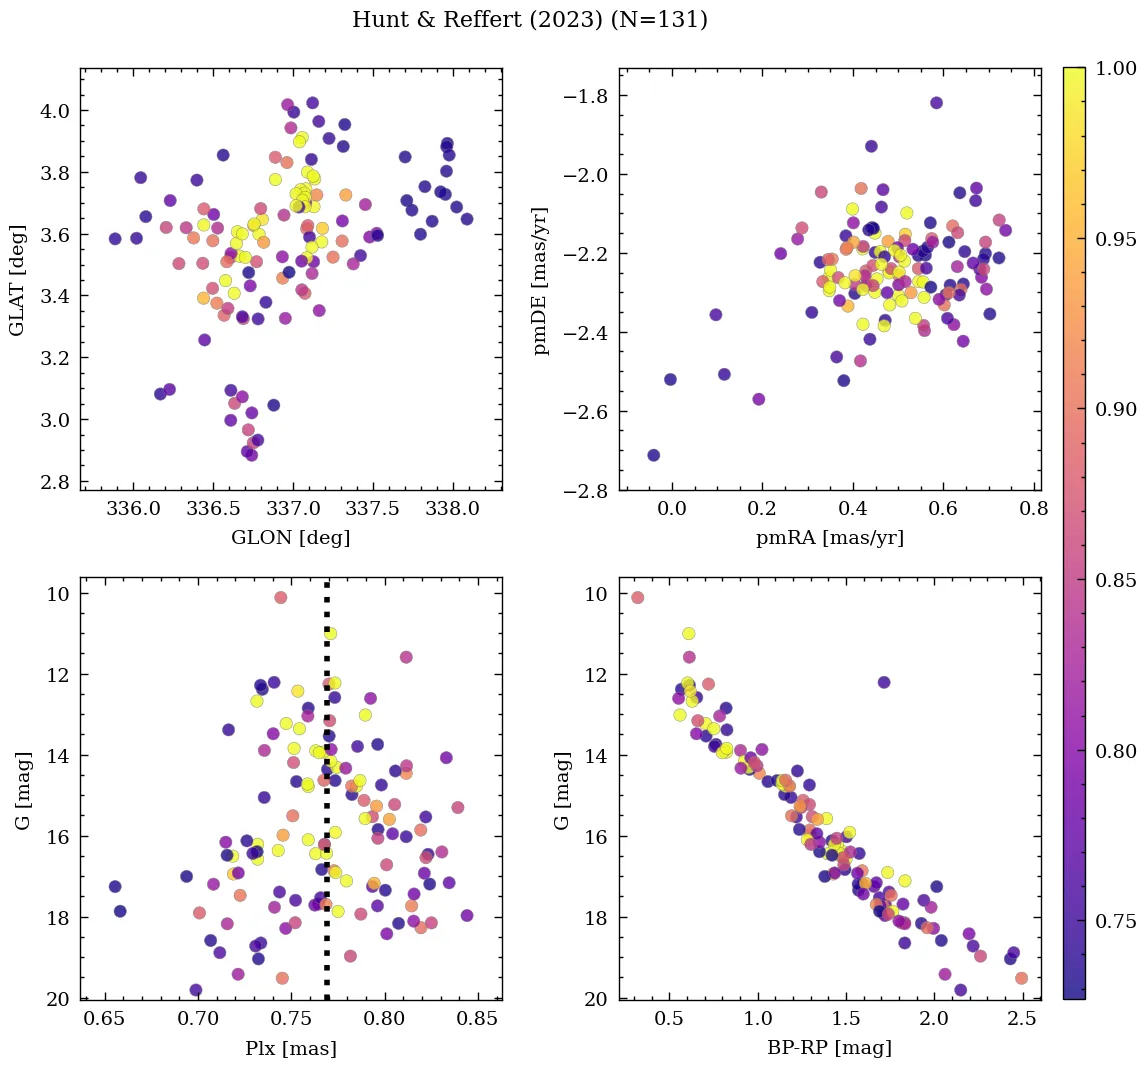 Hunt & Reffert (2023) (N=131)
4.0
3.8
3.6
3.4
3.2
3.0
2.8
GLAT [deg]
336.0 336.5 337.0 337.5 338.0
GLON [deg]
−1.8
−2.0
−2.2
−2.4
−2.6
−2.8
pmDE [mas/yr]
0.0 0.2 0.4 0.6 0.8
pmRA [mas/yr]
1.00
0.95
0.90
0.85
0.80
0.75
10
12
14
16
18
20
G [mag]
0.65 0.70 0.75 0.80 0.85
Plx [mas]
10
12
14
16
18
20
G [mag]
0.5 1.0 1.5 2.0 2.5
BP-RP [mag]